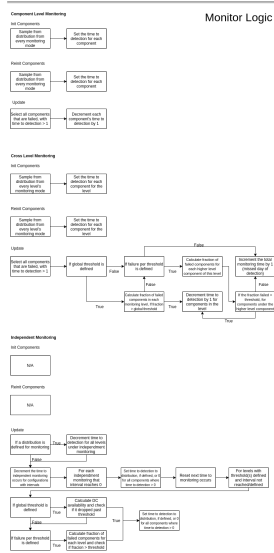 Monitor Logic
Component Level Monitoring
Init Components
Sample from
distribution from
every monitoring
mode
Set the time to
detection for each
component
Reinit Components
Sample from
distribution from
every monitoring
mode
Set the time to
detection for each
component
Update
Select all components
that are failed, with
time to detection > 1
Decrement each
component's time to
detection by 1
Cross Level Monitoring
Init Components
Sample from
distribution from
every level's
monitoring mode
Set the time to
detection for each
component for the
level
Reinit Components
Sample from
distribution from
every level's
monitoring mode
Set the time to
detection for each
component for the
level
Update
False
Select all components
that are failed, with
time to detection > 1
If global threshold is
defined
False
If failure per threshold
is defined
True
Calculate fraction of
failed components for
each higher level
component of this level
Increment the total
monitoring time by 1
(missed day of
detection)
True
Calculate fraction of failed
components in each
monitoring level, if fraction
> global threshold
True
Decrement time to
detection by 1 for
components in the
level
False
If the fraction failed >
threshold, for
components under
the higher level
True
Independent Monitoring
Init Components
N/A
Reinit Components
N/A
Update
If a distribution is
defined for monitoring
True
Decrement time to
detection for all levels
under independent
monitoring
False
Decrement the time to
independent monitoring
occurs for configurations
with intervals
For each
independent
monitoring that
interval reaches 0
Set time to detection to
distribution, if defined, or 0
for all components where
time to detection > 0
Reset next time to
monitoring occurs
For levels with
threshold(s) defined
and interval not
reached/defined
If global threshold is
defined
True
Calculate DC
availability and check
if it dropped past
threshold
False
True
Set time to detection to
distribution, if defined, or 0
for all components where
time to detection > 0
If failure per threshold is
defined
True
Calculate fraction of
failed components for
each level and check
if fraction > threshold